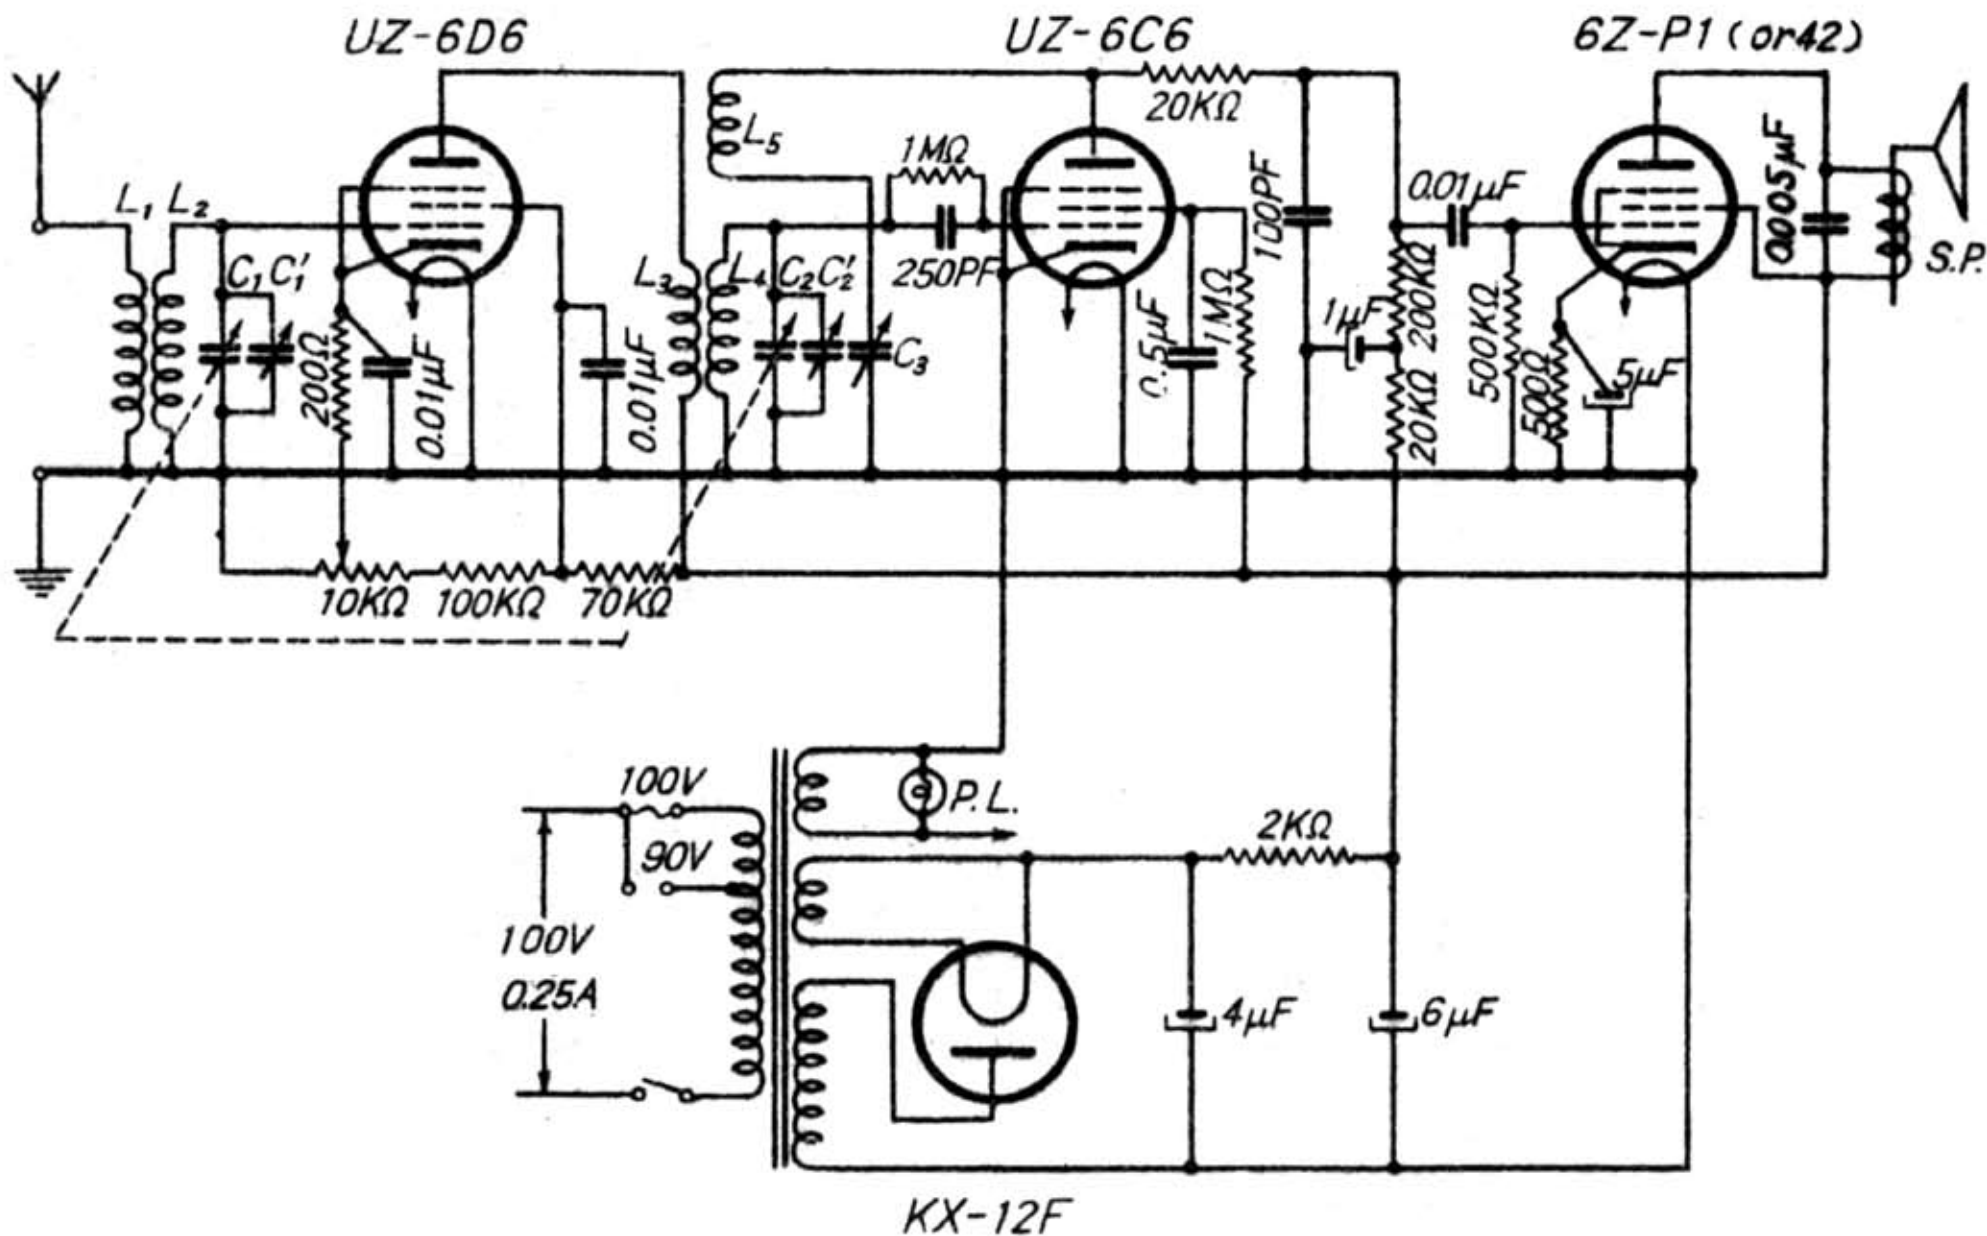 UZ-6D6
UZ-6C6
6Z-P1 (or 42)
L₁ L₂
C₁ C₁′
200Ω
0.01μF
0.01μF
10KΩ
100KΩ
70KΩ
L₃
L₄
L₅
C₂ C₂′
C₃
1MΩ
250PF
20KΩ
100PF
0.5μF
1MΩ
1μF
200KΩ
20KΩ
0.01μF
500KΩ
500Ω
5μF
0.005μF
S.P.
100V
90V
100V
0.25A
P.L.
2KΩ
4μF
6μF
KX-12F